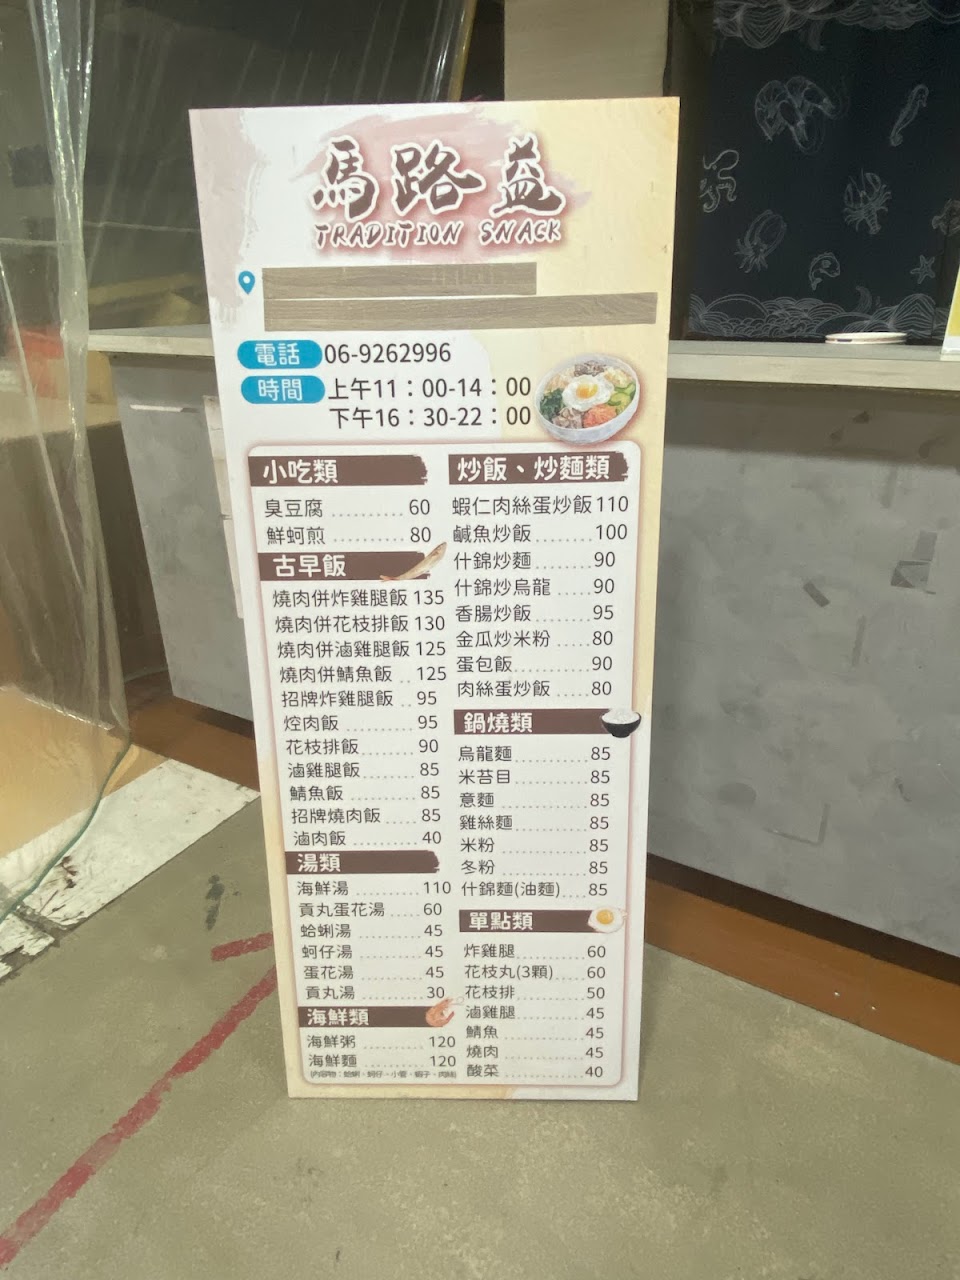 馬路益
TRADITION SNACK
電話 06-9262996
時間 上午11：00-14：00
下午16：30-22：00
小吃類
臭豆腐 ......... 60
鮮蚵煎 ......... 80
古早飯
燒肉併炸雞腿飯 135
燒肉併花枝排飯 130
燒肉併滷雞腿飯 125
燒肉併鯖魚飯 .. 125
招牌炸雞腿飯 .. 95
焢肉飯 ......... 95
花枝排飯 ....... 90
滷雞腿飯 ....... 85
鯖魚飯 ......... 85
招牌燒肉飯 ..... 85
滷肉飯 ......... 40
湯類
海鮮湯 ......... 110
貢丸蛋花湯 ..... 60
蛤蜊湯 ......... 45
蚵仔湯 ......... 45
蛋花湯 ......... 45
貢丸湯 ......... 30
海鮮類
海鮮粥 ......... 120
海鮮麵 ......... 120
炒飯、炒麵類
蝦仁肉絲蛋炒飯 110
鹹魚炒飯 ....... 100
什錦炒麵 ....... 90
什錦炒烏龍 ..... 90
香腸炒飯 ....... 95
金瓜炒米粉 ..... 80
蛋包飯 ......... 90
肉絲蛋炒飯 ..... 80
鍋燒類
烏龍麵 ......... 85
米苔目 ......... 85
意麵 ........... 85
雞絲麵 ......... 85
米粉 ........... 85
冬粉 ........... 85
什錦麵(油麵) ... 85
單點類
炸雞腿 ......... 60
花枝丸(3顆) .... 60
花枝排 ......... 50
滷雞腿 ......... 45
鯖魚 ........... 45
燒肉 ........... 45
酸菜 ........... 40